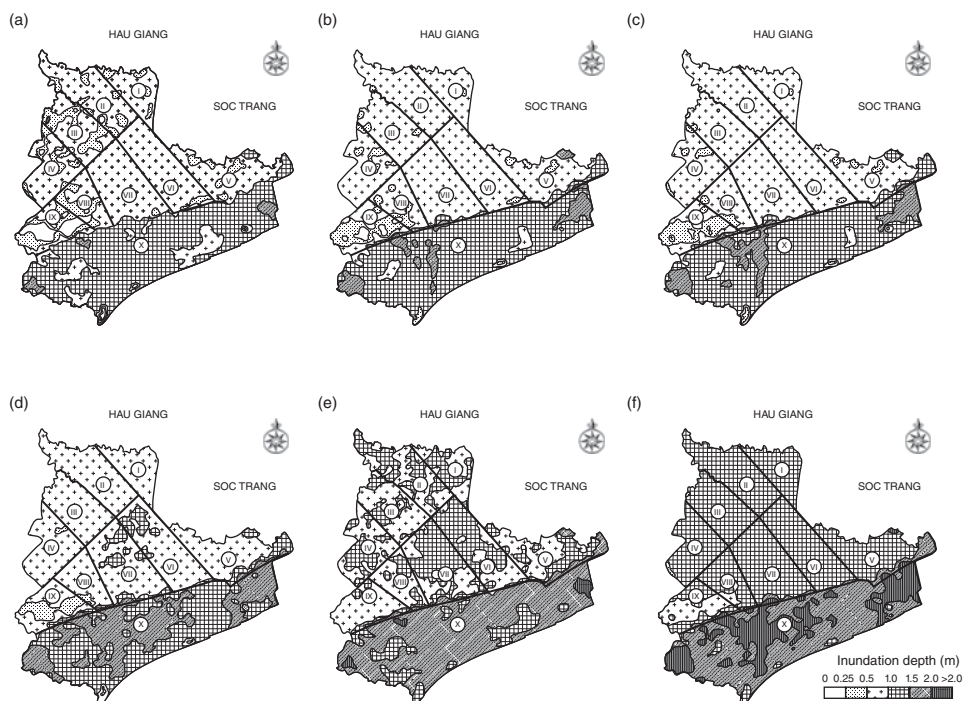 (a)
HAU GIANG
SOC TRANG
I
II
III
IV
V
VI
VII
VIII
IX
X
(b)
HAU GIANG
SOC TRANG
I
II
III
IV
V
VI
VII
VIII
IX
X
(c)
HAU GIANG
SOC TRANG
I
II
III
IV
V
VI
VII
VIII
IX
X
(d)
HAU GIANG
SOC TRANG
I
II
III
IV
V
VI
VII
VIII
IX
X
(e)
HAU GIANG
SOC TRANG
I
II
III
IV
V
VI
VII
VIII
IX
X
(f)
HAU GIANG
SOC TRANG
I
II
III
IV
V
VI
VII
VIII
IX
X
Inundation depth (m)
0 0.25 0.5 1.0 1.5 2.0 >2.0